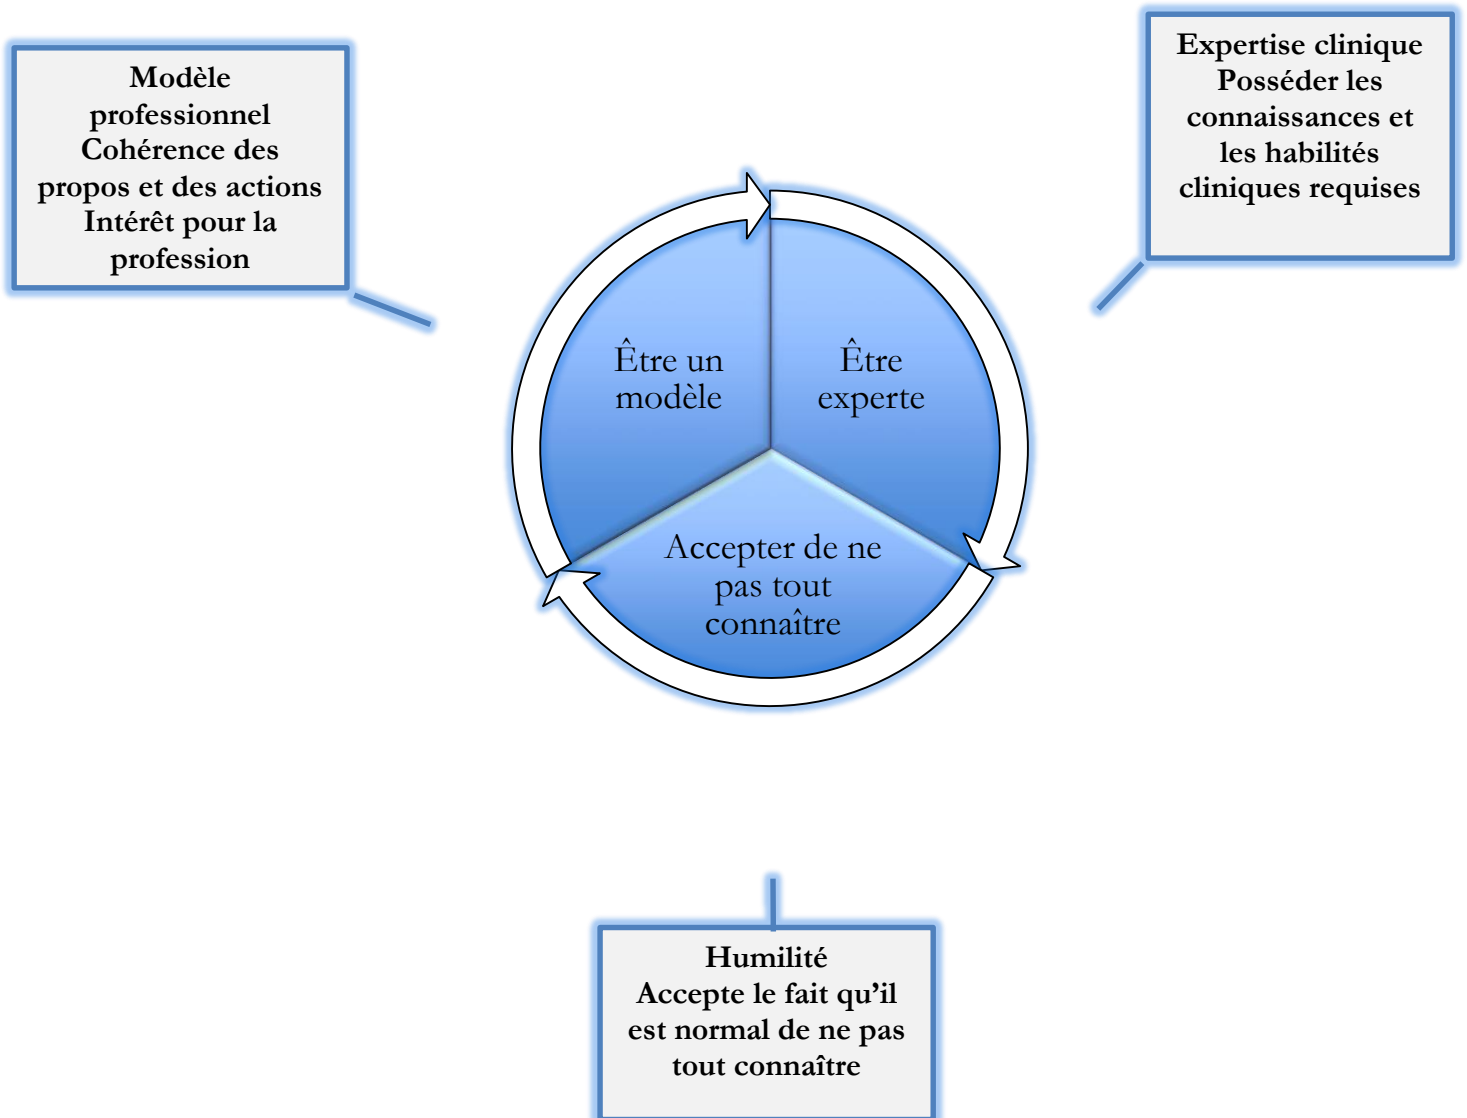 Modèle
professionnel
Cohérence des
propos et des actions
Intérêt pour la
profession
Expertise clinique
Posséder les
connaissances et
les habilités
cliniques requises
Être un
modèle
Être
experte
Accepter de ne
pas tout
connaître
Humilité
Accepte le fait qu’il
est normal de ne pas
tout connaître